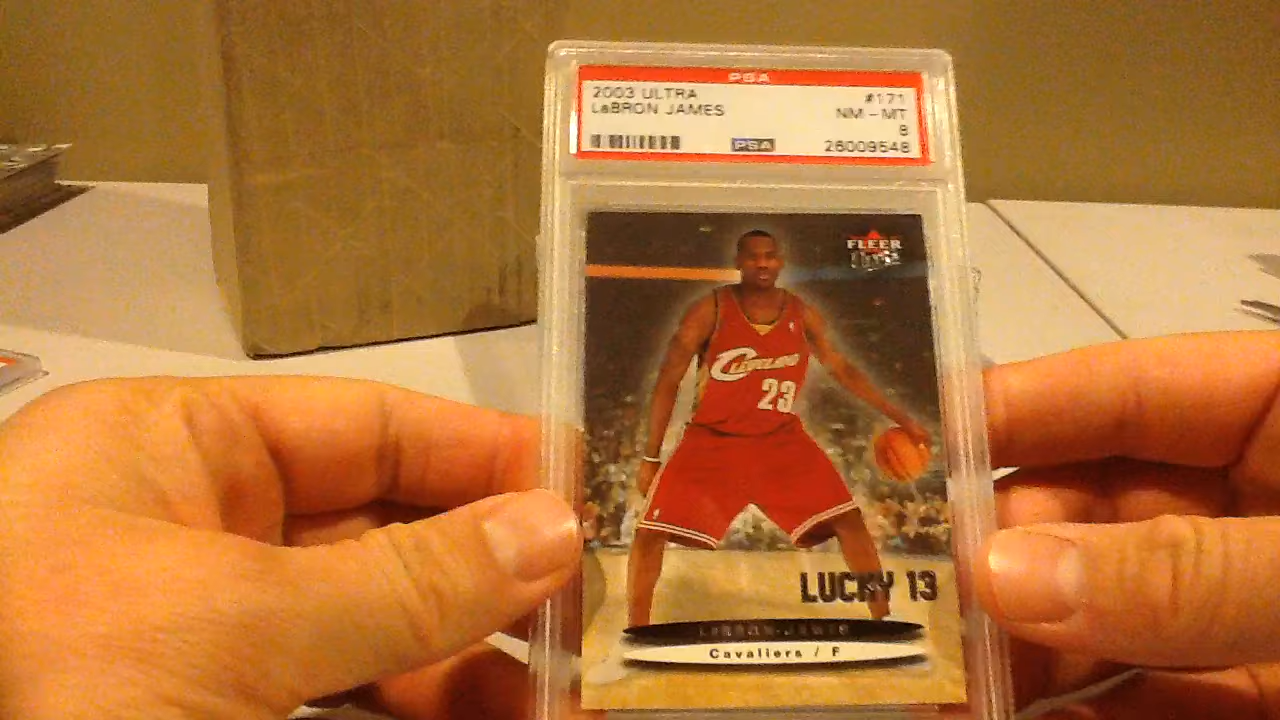 PSA
2003 ULTRA #171
LeBRON JAMES NM - MT
8
PSA 26009548
FLEER
ULTRA
Cavaliers
23
LUCKY 13
LeBRON JAMES
Cavaliers / F